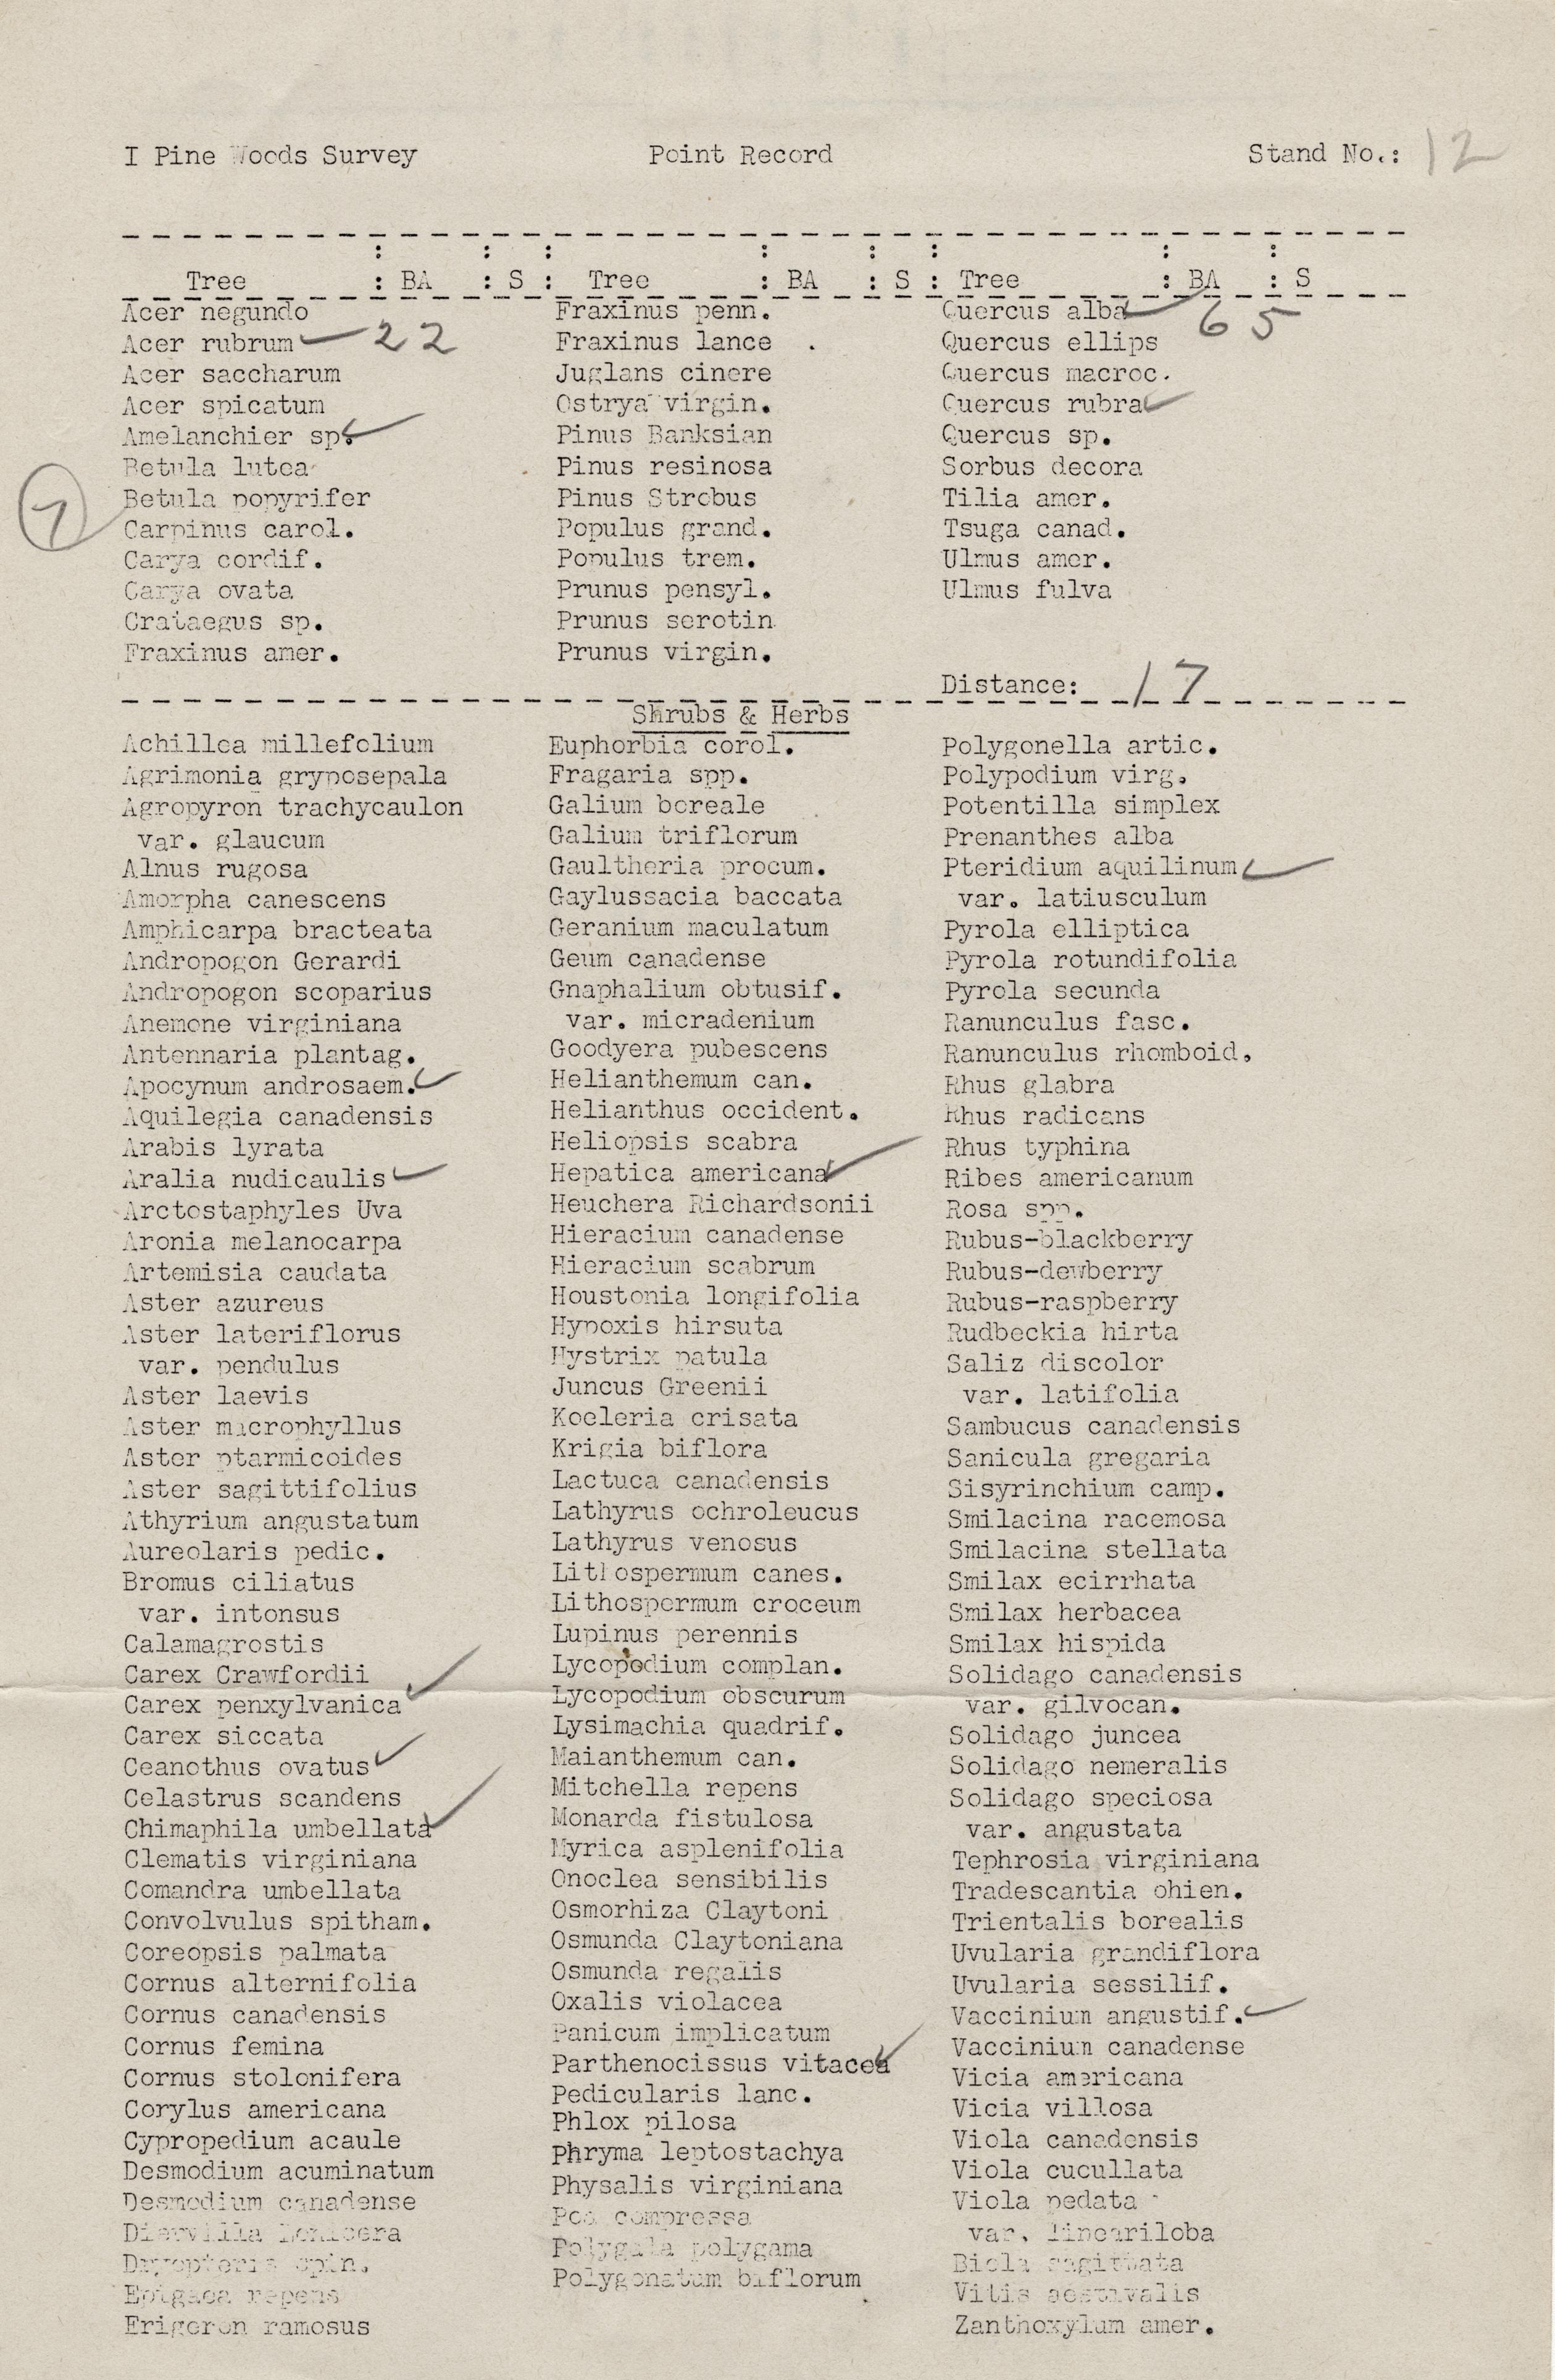 I Pine Woods Survey Point Record Stand No.: 12
Tree : BA : S : Tree : BA : S : Tree : BA : S
Acer negundo
Acer rubrum ✓ 22
Acer saccharum
Acer spicatum
Amelanchier sp. ✓
Betula lutea
7
Betula popyrifer
Carpinus carol.
Carya cordif.
Carya ovata
Crataegus sp.
Fraxinus amer.
Fraxinus penn.
Fraxinus lance .
Juglans cinere
Ostrya virgin.
Pinus Banksian
Pinus resinosa
Pinus Strobus
Populus grand.
Populus trem.
Prunus pensyl.
Prunus serotin
Prunus virgin.
Quercus alba ✓ 65
Quercus ellips
Quercus macroc.
Quercus rubra ✓
Quercus sp.
Sorbus decora
Tilia amer.
Tsuga canad.
Ulmus amer.
Ulmus fulva
Distance: 17
Shrubs & Herbs
Achillea millefolium
Agrimonia gryposepala
Agropyron trachycaulon
var. glaucum
Alnus rugosa
Amorpha canescens
Amphicarpa bracteata
Andropogon Gerardi
Andropogon scoparius
Anemone virginiana
Antennaria plantag.
Apocynum androsaem. ✓
Aquilegia canadensis
Arabis lyrata
Aralia nudicaulis ✓
Arctostaphyles Uva
Aronia melanocarpa
Artemisia caudata
Aster azureus
Aster lateriflorus
var. pendulus
Aster laevis
Aster macrophyllus
Aster ptarmicoides
Aster sagittifolius
Athyrium angustatum
Aureolaris pedic.
Bromus ciliatus
var. intonsus
Calamagrostis
Carex Crawfordii
Carex penxylvanica ✓
Carex siccata
Ceanothus ovatus ✓
Celastrus scandens
Chimaphila umbellata ✓
Clematis virginiana
Comandra umbellata
Convolvulus spitham.
Coreopsis palmata
Cornus alternifolia
Cornus canadensis
Cornus femina
Cornus stolonifera
Corylus americana
Cypropedium acaule
Desmodium acuminatum
Desmodium canadense
Diervilla Lonicera
Dryopteris spin.
Epigaea repens
Erigeron ramosus
Euphorbia corol.
Fragaria spp.
Galium boreale
Galium triflorum
Gaultheria procum.
Gaylussacia baccata
Geranium maculatum
Geum canadense
Gnaphalium obtusif.
var. micradenium
Goodyera pubescens
Helianthemum can.
Helianthus occident.
Heliopsis scabra
Hepatica americana ✓
Heuchera Richardsonii
Hieracium canadense
Hieracium scabrum
Houstonia longifolia
Hypoxis hirsuta
Hystrix patula
Juncus Greenii
Koeleria crisata
Krigia biflora
Lactuca canadensis
Lathyrus ochroleucus
Lathyrus venosus
Lithospermum canes.
Lithospermum croceum
Lupinus perennis
Lycopodium complan.
Lycopodium obscurum
Lysimachia quadrif.
Maianthemum can.
Mitchella repens
Monarda fistulosa
Myrica asplenifolia
Onoclea sensibilis
Osmorhiza Claytoni
Osmunda Claytoniana
Osmunda regalis
Oxalis violacea
Panicum implicatum
Parthenocissus vitacea ✓
Pedicularis lanc.
Phlox pilosa
Phryma leptostachya
Physalis virginiana
Poa compressa
Polygala polygama
Polygonatum biflorum
Polygonella artic.
Polypodium virg.
Potentilla simplex
Prenanthes alba
Pteridium aquilinum ✓
var. latiusculum
Pyrola elliptica
Pyrola rotundifolia
Pyrola secunda
Ranunculus fasc.
Ranunculus rhomboid.
Rhus glabra
Rhus radicans
Rhus typhina
Ribes americanum
Rosa spp.
Rubus-blackberry
Rubus-dewberry
Rubus-raspberry
Rudbeckia hirta
Saliz discolor
var. latifolia
Sambucus canadensis
Sanicula gregaria
Sisyrinchium camp.
Smilacina racemosa
Smilacina stellata
Smilax ecirrhata
Smilax herbacea
Smilax hispida
Solidago canadensis
var. gilvocan.
Solidago juncea
Solidago nemeralis
Solidago speciosa
var. angustata
Tephrosia virginiana
Tradescantia ohien.
Trientalis borealis
Uvularia grandiflora
Uvularia sessilif.
Vaccinium angustif. ✓
Vaccinium canadense
Vicia americana
Vicia villosa
Viola canadensis
Viola cucullata
Viola pedata
var. lineariloba
Biola sagittata
Vitis aestivalis
Zanthoxylum amer.